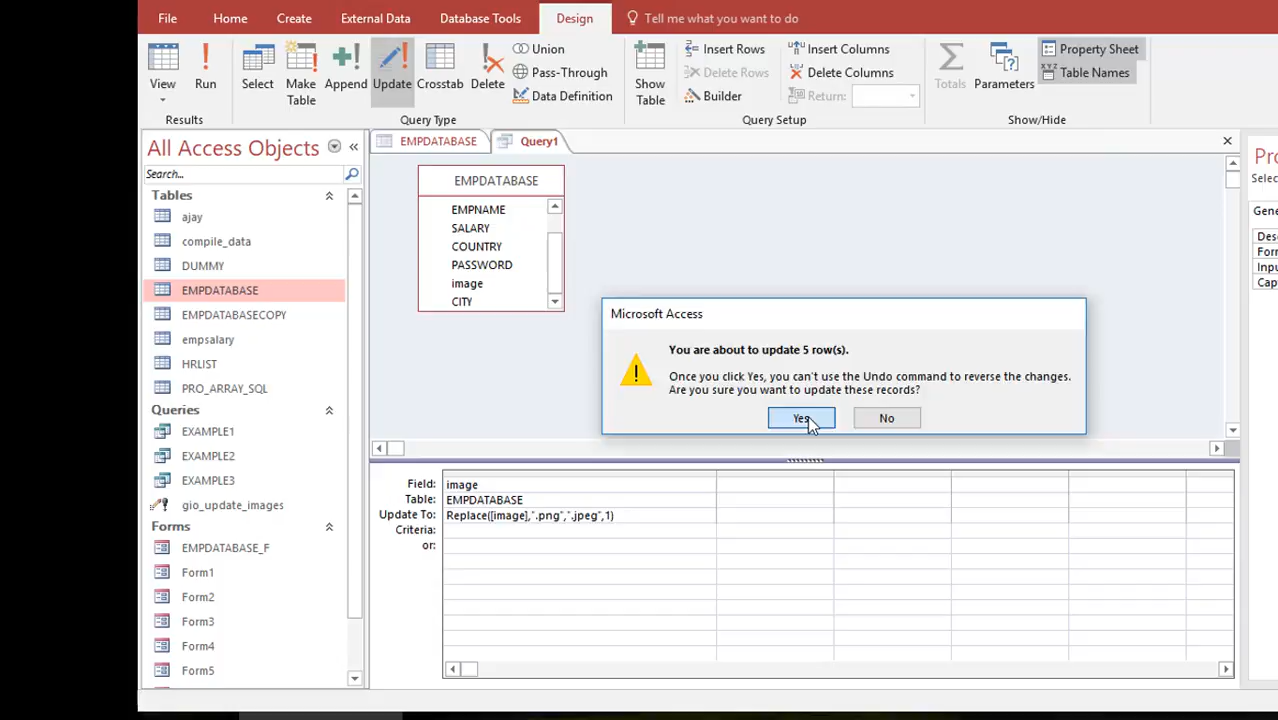 File Home Create External Data Database Tools Design Tell me what you want to do
View Run Select Make Table Append Update Crosstab Delete
Union
Pass-Through
Data Definition
Show Table
Insert Rows
Delete Rows
Builder
Insert Columns
Delete Columns
Return:
Totals Parameters
Property Sheet
Table Names
Results Query Type Query Setup Show/Hide
All Access Objects
Search...
Tables
ajay
compile_data
DUMMY
EMPDATABASE
EMPDATABASECOPY
empsalary
HRLIST
PRO_ARRAY_SQL
Queries
EXAMPLE1
EXAMPLE2
EXAMPLE3
gio_update_images
Forms
EMPDATABASE_F
Form1
Form2
Form3
Form4
Form5
EMPDATABASE Query1
EMPDATABASE
EMPNAME
SALARY
COUNTRY
PASSWORD
image
CITY
Microsoft Access
You are about to update 5 row(s).
Once you click Yes, you can't use the Undo command to reverse the changes.
Are you sure you want to update these records?
Yes No
Field: image
Table: EMPDATABASE
Update To: Replace([image],".png",".jpeg",1)
Criteria:
or: